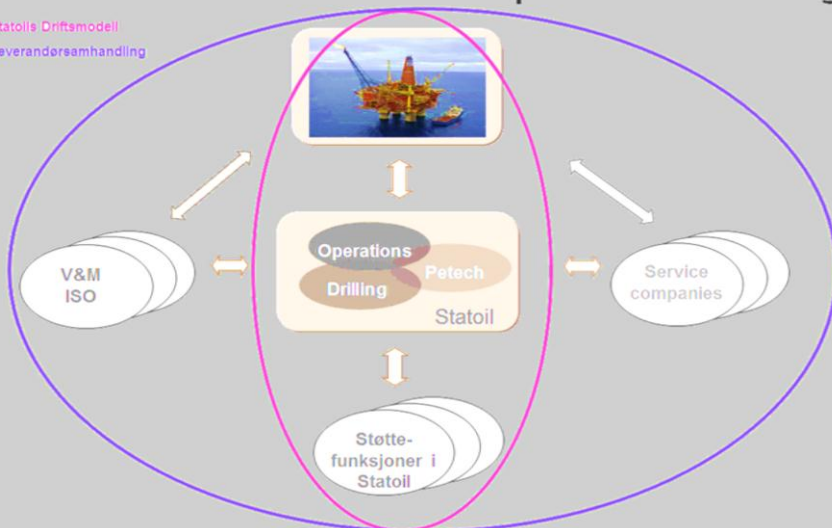 tatoils Driftsmodell
everandørsamhandling
Operations
Petech
Drilling
Statoil
V&M
ISO
Service
companies
Støtte-
funksjoner i
Statoil